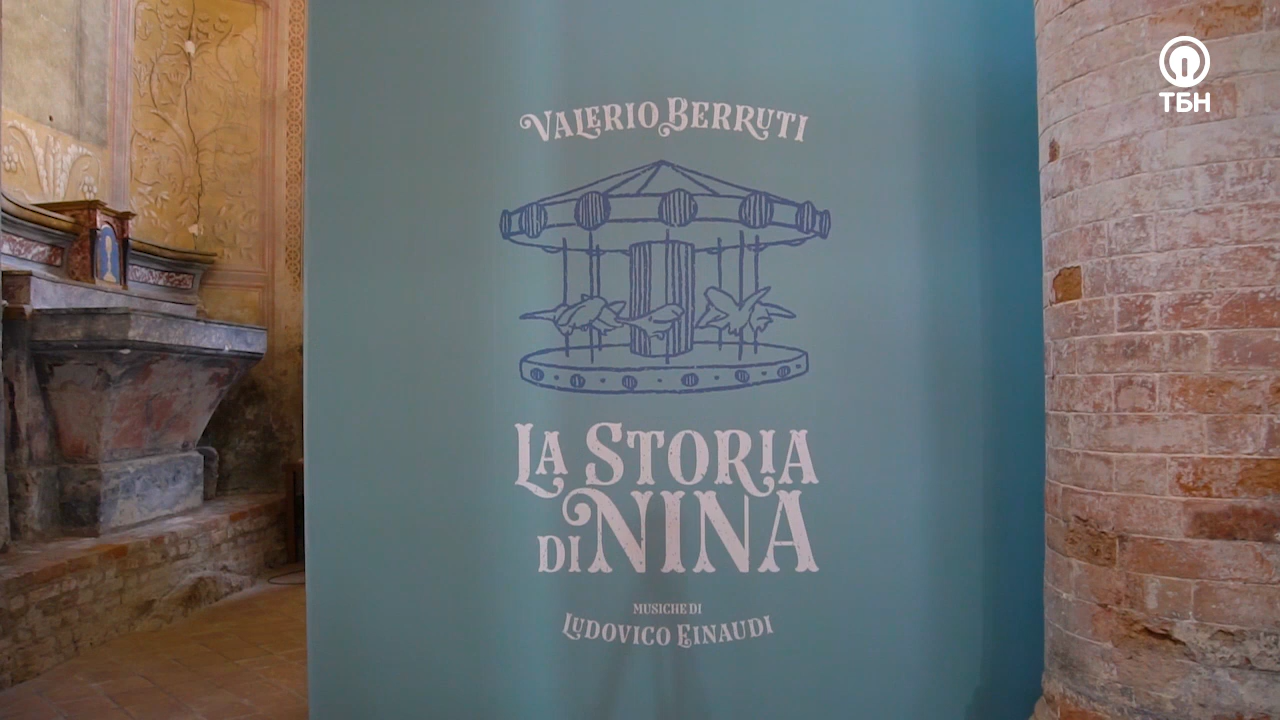 ТБН
VALERIO BERRUTI
LA STORIA
DI NINA
MUSICHE DI
LUDOVICO EINAUDI